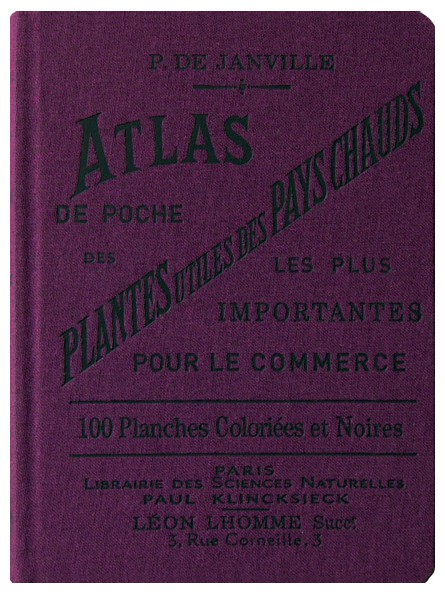 P. DE JANVILLE
ATLAS
DE POCHE
DES
PLANTES UTILES DES PAYS CHAUDS
LES PLUS
IMPORTANTES
POUR LE COMMERCE
100 Planches Coloriées et Noires
PARIS
LIBRAIRIE DES SCIENCES NATURELLES
PAUL KLINCKSIECK
LÉON LHOMME Succr
3, Rue Corneille, 3